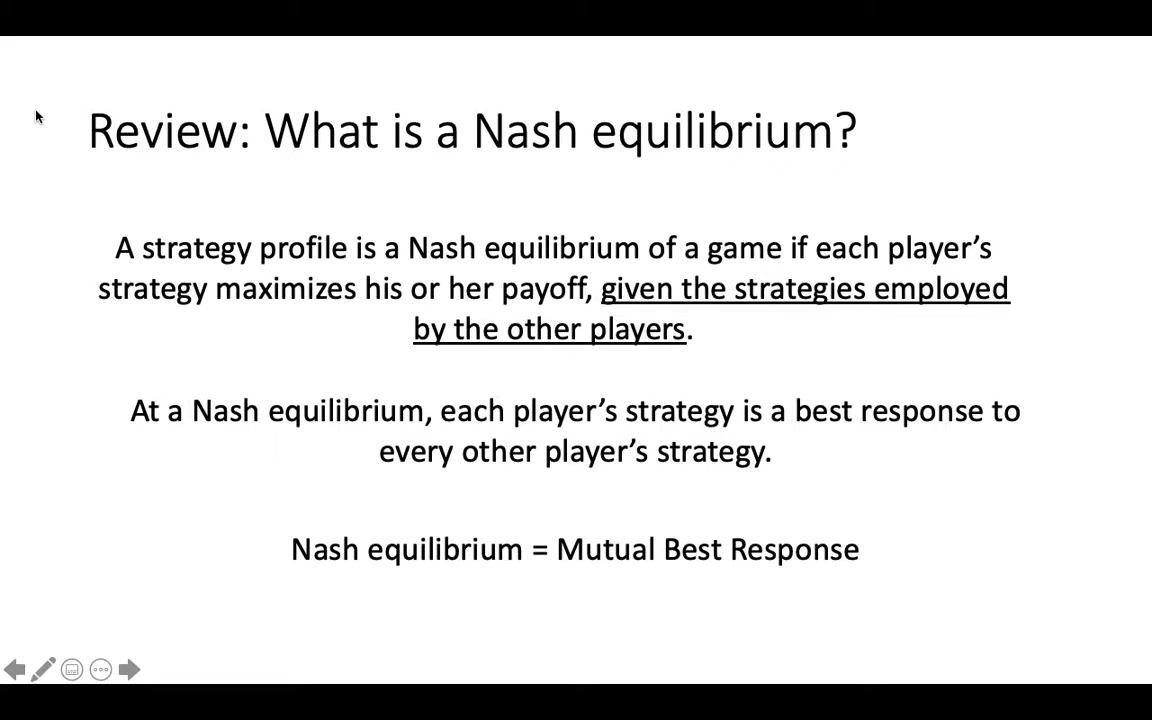 Review: What is a Nash equilibrium?
A strategy profile is a Nash equilibrium of a game if each player’s
strategy maximizes his or her payoff, given the strategies employed
by the other players.
At a Nash equilibrium, each player’s strategy is a best response to
every other player’s strategy.
Nash equilibrium = Mutual Best Response